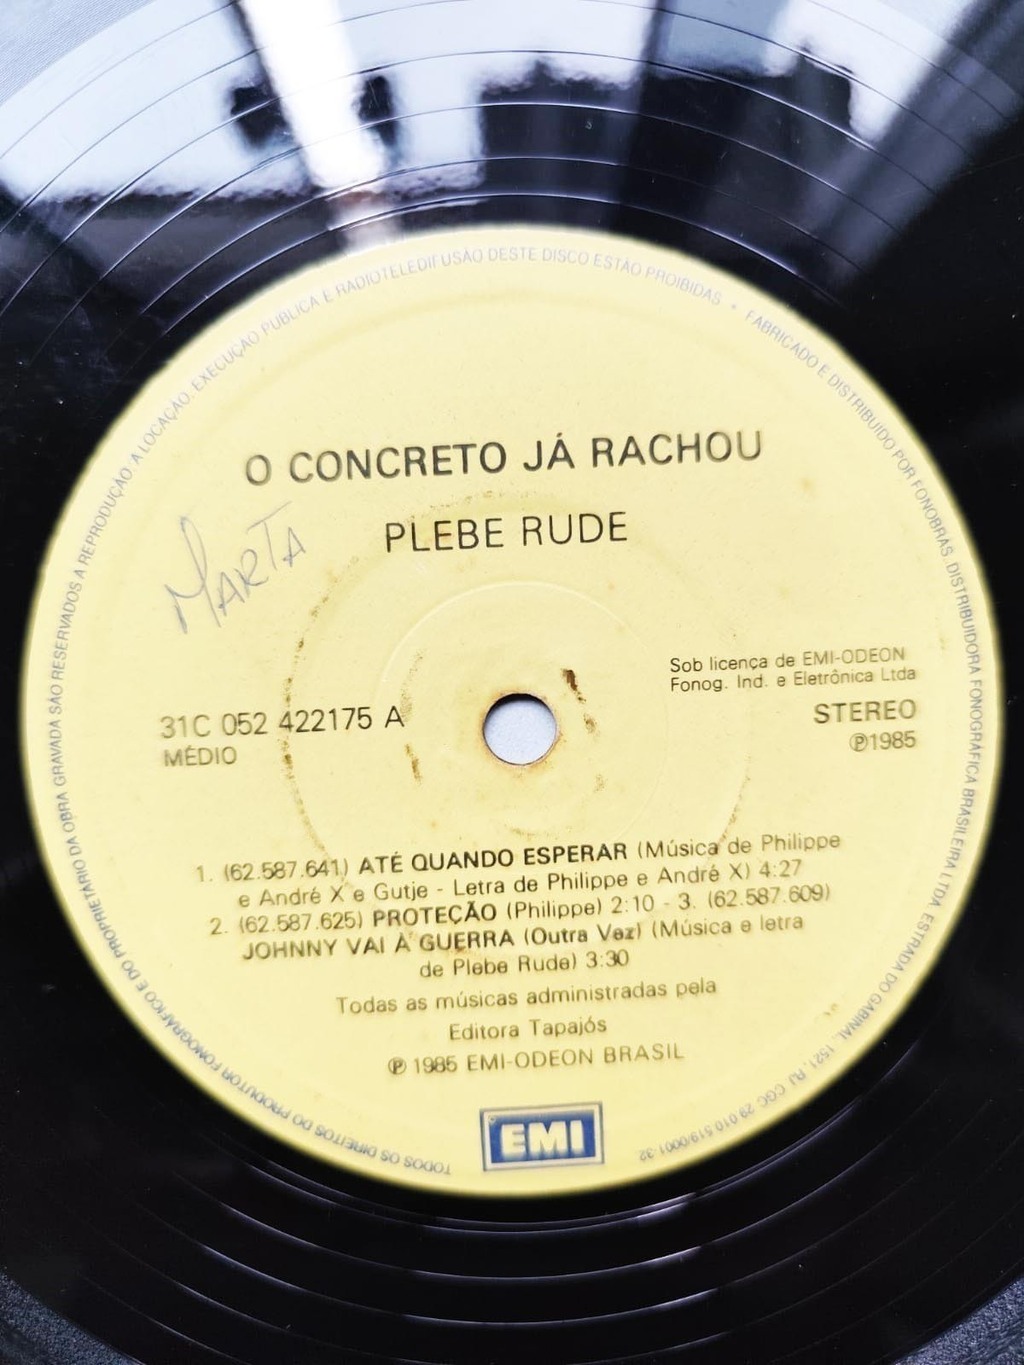 TODOS OS DIREITOS DO PRODUTOR FONOGRÁFICO E DO PROPRIETÁRIO DA OBRA GRAVADA SÃO RESERVADOS A REPRODUÇÃO. A LOCAÇÃO. EXECUÇÃO PÚBLICA E RADIOTELEDIFUSÃO DESTE DISCO ESTÃO PROIBIDAS • FABRICADO E DISTRIBUIDO POR FONOBRÁS. DISTRIBUIDORA FONOGRÁFICA BRASILEIRA LTDA. ESTRADA DO GABINAL, 1521. RJ CGC 29 010 519/0001-32
O CONCRETO JÁ RACHOU
PLEBE RUDE
MARTA
Sob licença de EMI-ODEON
Fonog. Ind. e Eletrônica Ltda
31C 052 422175 A
STEREO
MÉDIO
℗1985
1. (62.587.641) ATÉ QUANDO ESPERAR (Música de Philippe
e André X e Gutje - Letra de Philippe e André X) 4:27
2. (62.587.625) PROTEÇÃO (Philippe) 2:10 - 3. (62.587.609)
JOHNNY VAI À GUERRA (Outra Vez) (Música e letra
de Plebe Rude) 3:30
Todas as músicas administradas pela
Editora Tapajós
℗ 1985 EMI-ODEON BRASIL
EMI